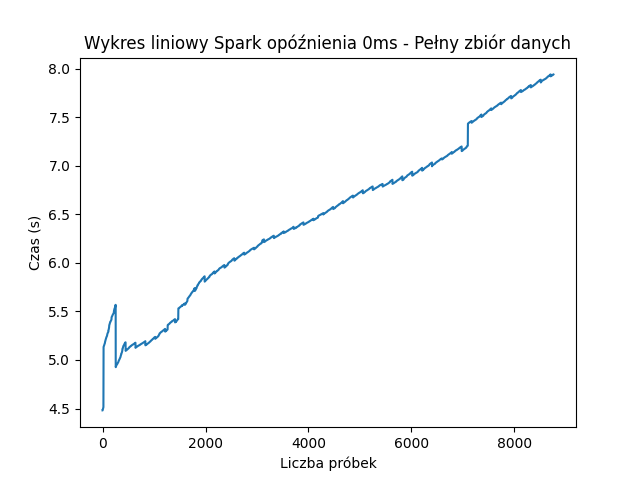 Wykres liniowy Spark opóźnienia 0ms - Pełny zbiór danych
8.0
7.5
7.0
6.5
6.0
5.5
5.0
4.5
Czas (s)
0 2000 4000 6000 8000
Liczba próbek